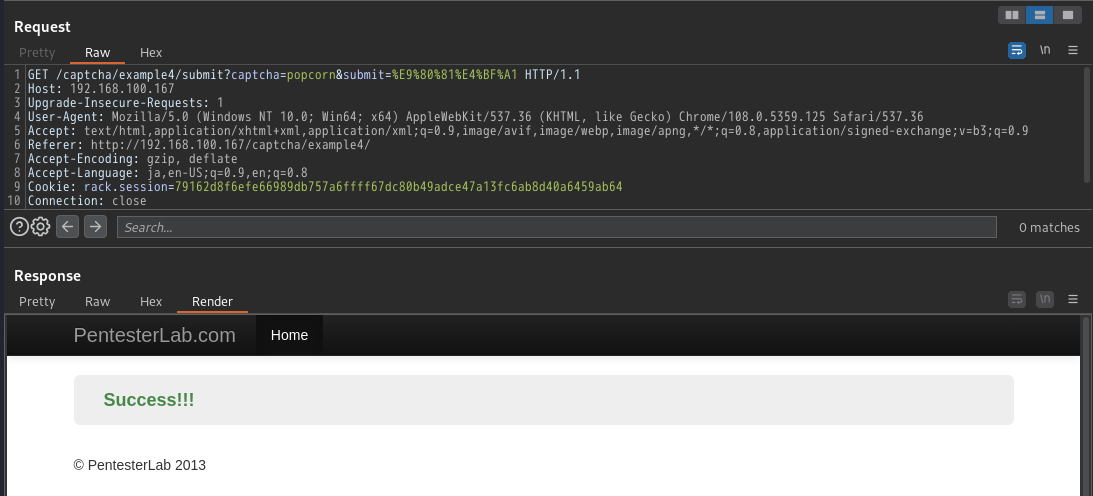 Request
Pretty Raw Hex
\n
1 GET /captcha/example4/submit?captcha=popcorn&submit=%E9%80%81%E4%BF%A1 HTTP/1.1
2 Host: 192.168.100.167
3 Upgrade-Insecure-Requests: 1
4 User-Agent: Mozilla/5.0 (Windows NT 10.0; Win64; x64) AppleWebKit/537.36 (KHTML, like Gecko) Chrome/108.0.5359.125 Safari/537.36
5 Accept: text/html,application/xhtml+xml,application/xml;q=0.9,image/avif,image/webp,image/apng,*/*;q=0.8,application/signed-exchange;v=b3;q=0.9
6 Referer: http://192.168.100.167/captcha/example4/
7 Accept-Encoding: gzip, deflate
8 Accept-Language: ja,en-US;q=0.9,en;q=0.8
9 Cookie: rack.session=79162d8f6efe66989db757a6ffff67dc80b49adce47a13fc6ab8d40a6459ab64
10 Connection: close
Search... 0 matches
Response
Pretty Raw Hex Render
\n
PentesterLab.com Home
Success!!!
© PentesterLab 2013